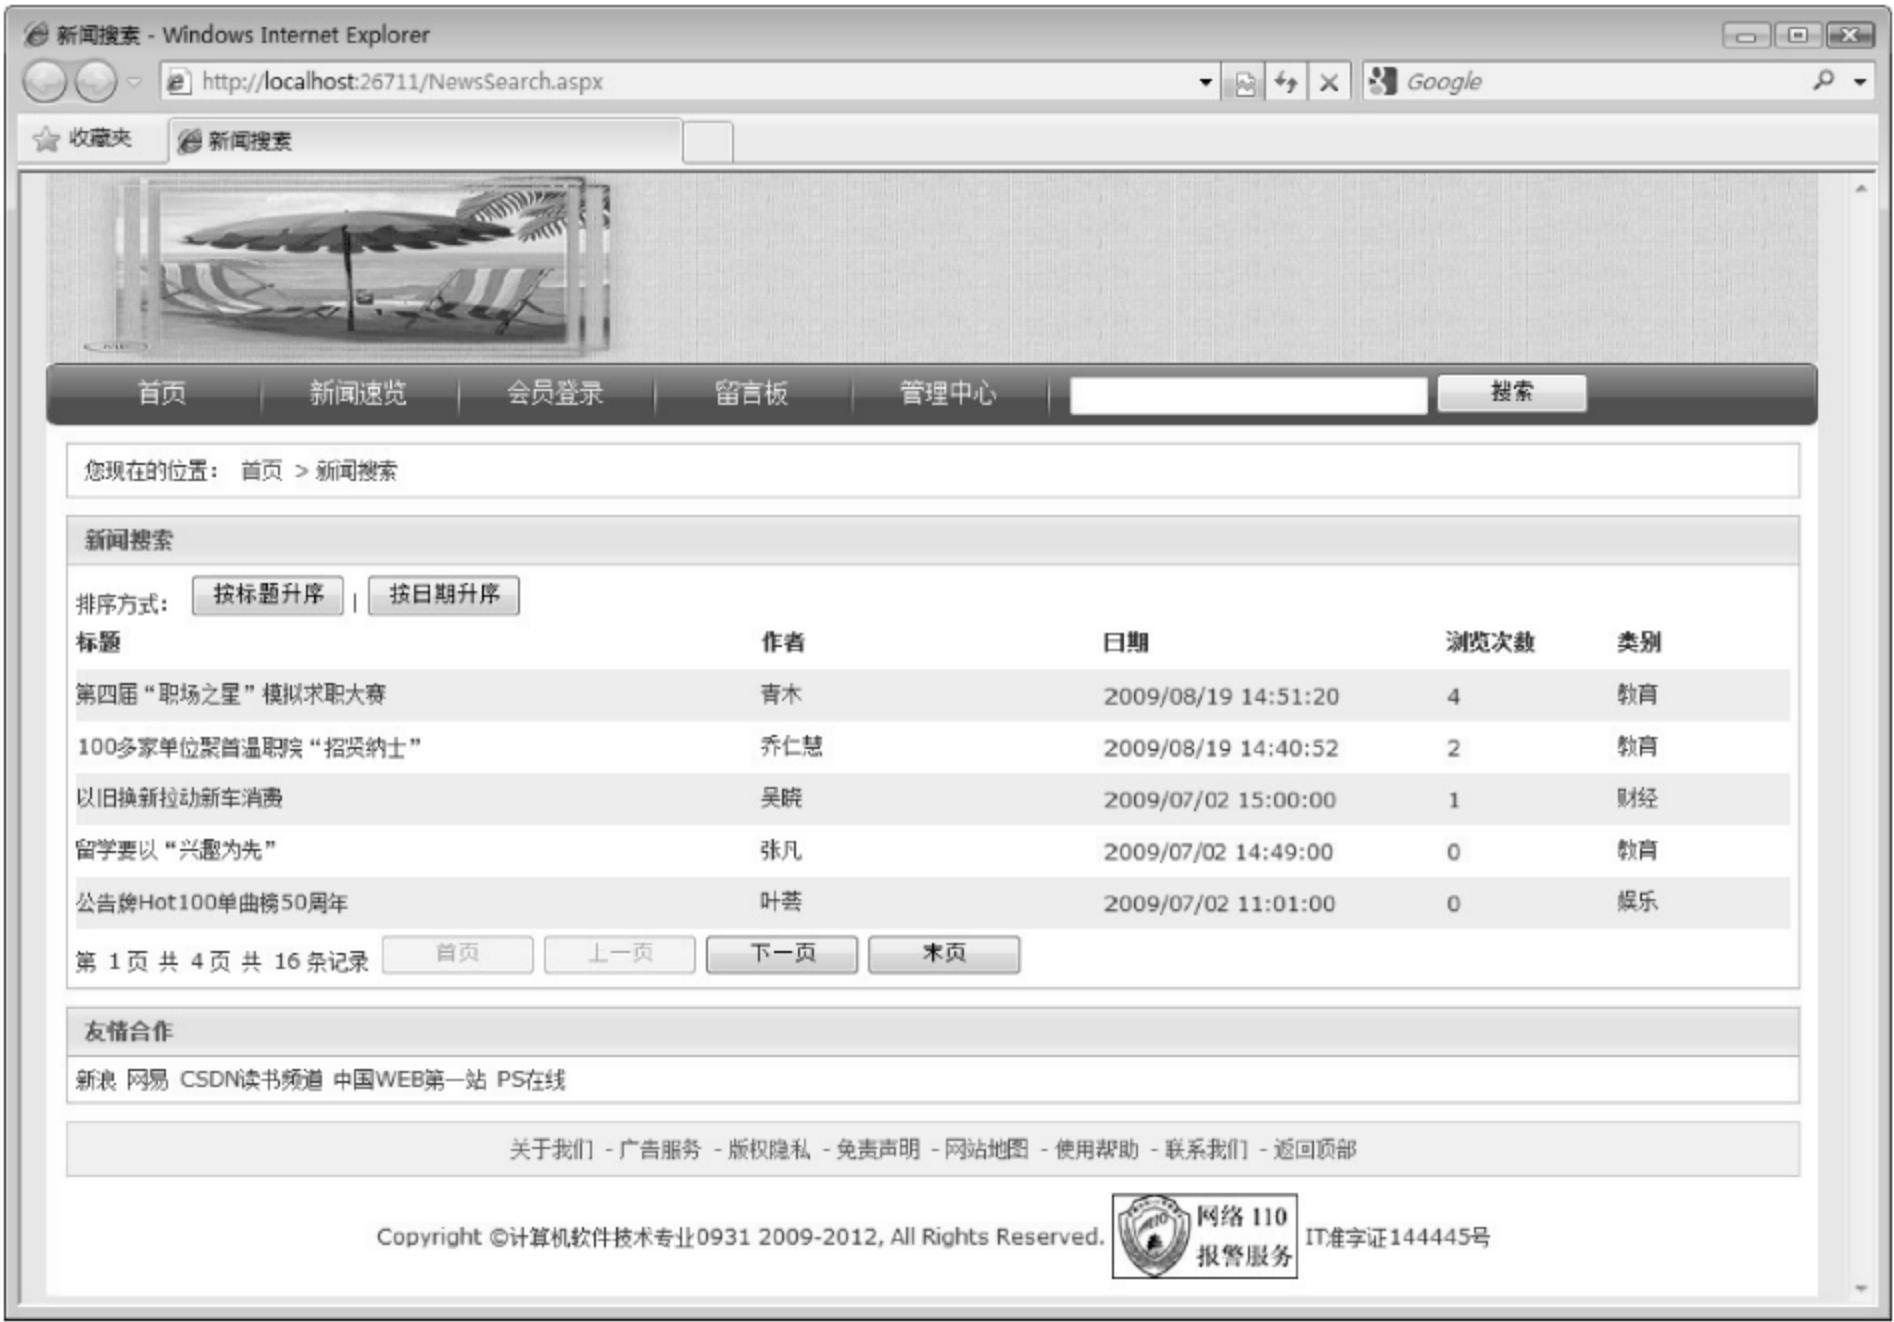 新闻搜索 - Windows Internet Explorer
http://localhost:26711/NewsSearch.aspx Google
收藏夹 新闻搜索
首页 新闻速览 会员登录 留言板 管理中心 搜索
您现在的位置： 首页 > 新闻搜索
新闻搜索
排序方式： 按标题升序 | 按日期升序
标题 作者 日期 浏览次数 类别
第四届“职场之星”模拟求职大赛 青木 2009/08/19 14:51:20 4 教育
100多家单位聚首温职院“招贤纳士” 乔仁慧 2009/08/19 14:40:52 2 教育
以旧换新拉动新车消费 吴晓 2009/07/02 15:00:00 1 财经
留学要以“兴趣为先” 张凡 2009/07/02 14:49:00 0 教育
公告牌Hot100单曲榜50周年 叶芸 2009/07/02 11:01:00 0 娱乐
第 1 页 共 4 页 共 16 条记录 首页 上一页 下一页 末页
友情合作
新浪 网易 CSDN读书频道 中国WEB第一站 PS在线
关于我们 - 广告服务 - 版权隐私 - 免责声明 - 网站地图 - 使用帮助 - 联系我们 - 返回顶部
Copyright ©计算机软件技术专业0931 2009-2012, All Rights Reserved. 网络 110 报警服务 IT准字证144445号